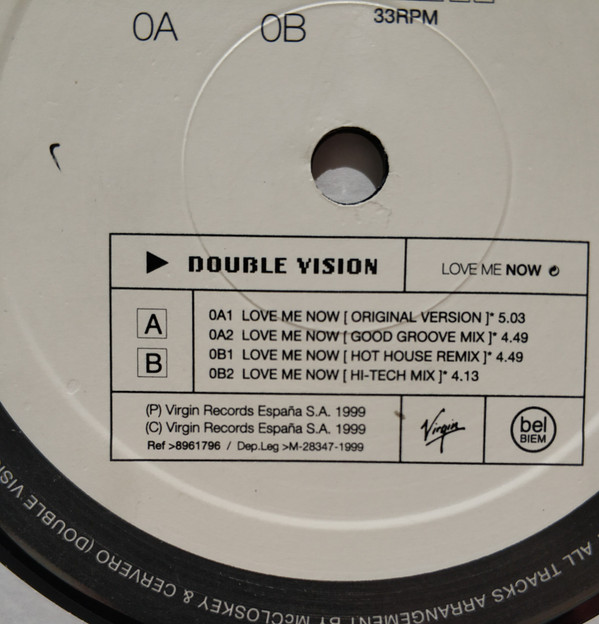 0A 0B 33RPM
DOUBLE VISION
LOVE ME NOW
A
B
0A1 LOVE ME NOW [ ORIGINAL VERSION ]* 5.03
0A2 LOVE ME NOW [ GOOD GROOVE MIX ]* 4.49
0B1 LOVE ME NOW [ HOT HOUSE REMIX ]* 4.49
0B2 LOVE ME NOW [ HI-TECH MIX ]* 4.13
(P) Virgin Records España S.A. 1999
(C) Virgin Records España S.A. 1999
Ref >8961796 / Dep.Leg >M-28347-1999
Virgin
bel
BIEM
ALL TRACKS ARRANGEMENT BY McCLOSKEY & CERVERO (DOUBLE